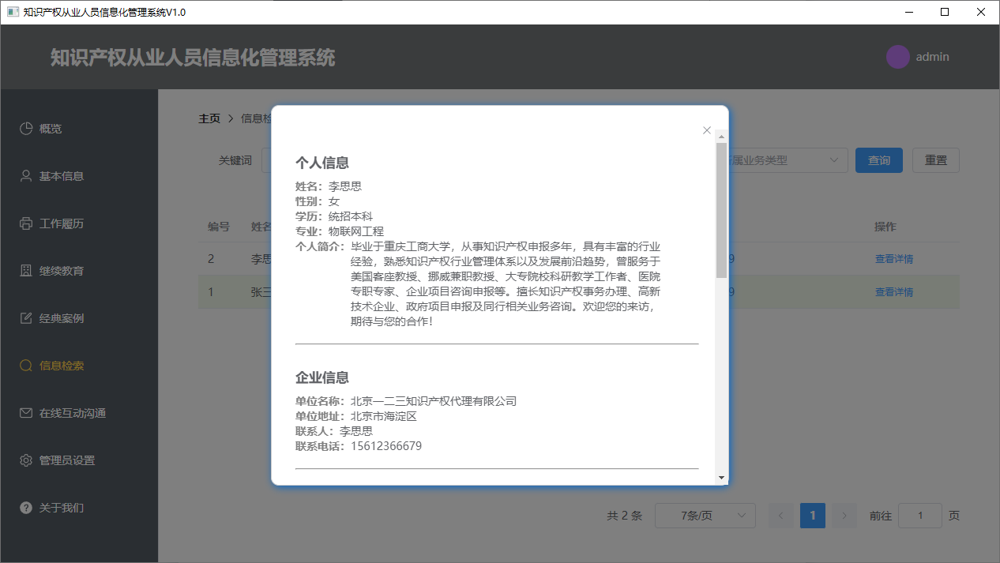 知识产权从业人员信息化管理系统V1.0
知识产权从业人员信息化管理系统
admin
概览
基本信息
工作履历
继续教育
经典案例
信息检索
在线互动沟通
管理员设置
关于我们
主页 > 信息检
关键词
属业务类型
查询
重置
编号 姓名 操作
2 李思 9 查看详情
1 张三 9 查看详情
个人信息
姓名：李思思
性别：女
学历：统招本科
专业：物联网工程
个人简介：毕业于重庆工商大学，从事知识产权申报多年，具有丰富的行业
经验，熟悉知识产权行业管理体系以及发展前沿趋势，曾服务于
美国客座教授、挪威兼职教授、大专院校科研教学工作者、医院
专职专家、企业项目咨询申报等。擅长知识产权事务办理、高新
技术企业、政府项目申报及同行相关业务咨询。欢迎您的来访，
期待与您的合作！
企业信息
单位名称：北京一二三知识产权代理有限公司
单位地址：北京市海淀区
联系人：李思思
联系电话：15612366679
共 2 条 7条/页 1 前往 1 页